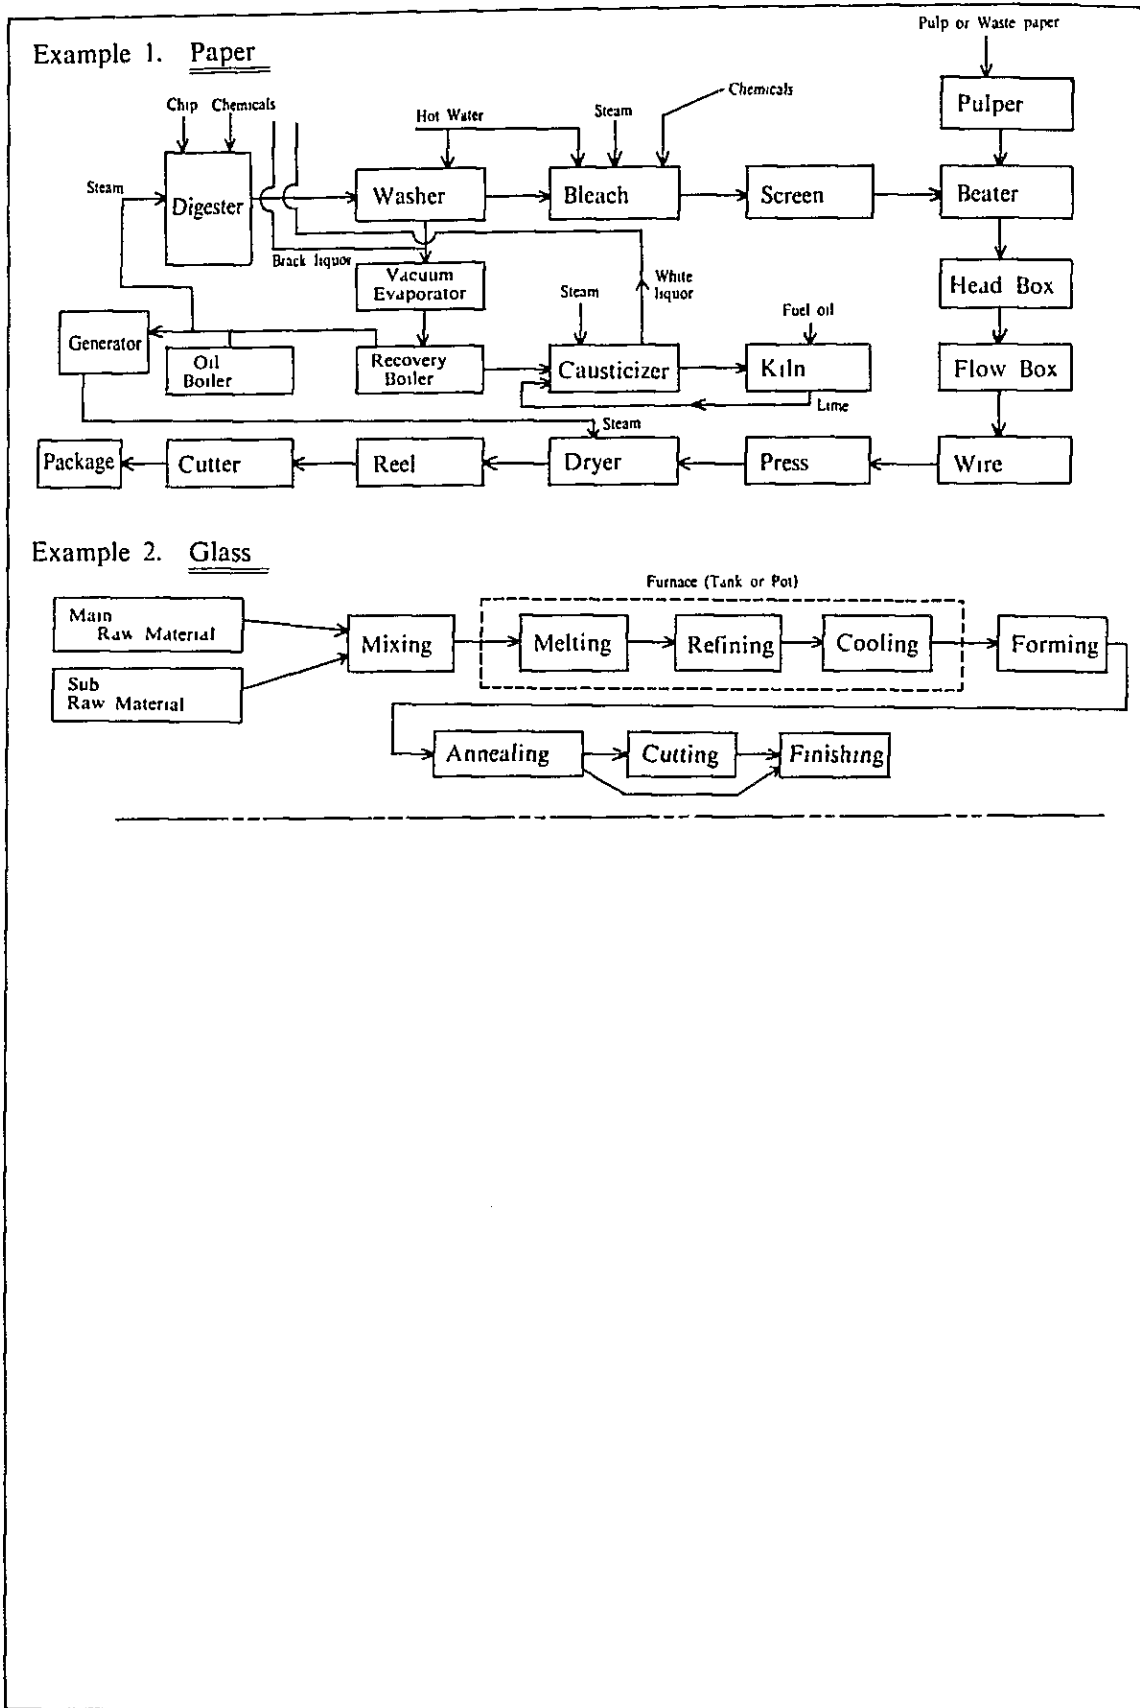 Example 1. Paper
Pulp or Waste paper
Pulper
Chip Chemicals
Hot Water
Steam
Chemicals
Steam
Digester
Washer
Bleach
Screen
Beater
Brack liquor
Vacuum
Evaporator
White
liquor
Head Box
Steam
Fuel oil
Generator
Oil
Boiler
Recovery
Boiler
Causticizer
Kiln
Flow Box
Lime
Steam
Package
Cutter
Reel
Dryer
Press
Wire
Example 2. Glass
Furnace (Tank or Pot)
Main
Raw Material
Sub
Raw Material
Mixing
Melting
Refining
Cooling
Forming
Annealing
Cutting
Finishing